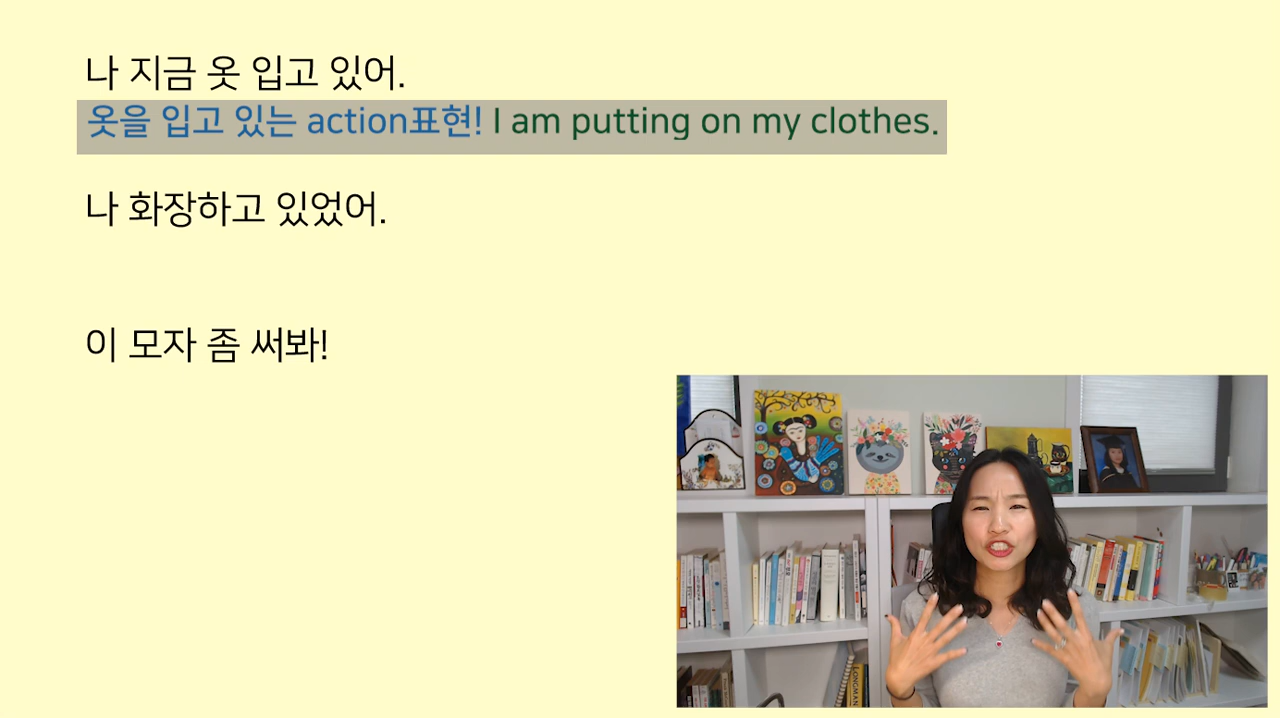 나 지금 옷 입고 있어.
옷을 입고 있는 action표현! I am putting on my clothes.
나 화장하고 있었어.
이 모자 좀 써봐!
LONGMAN